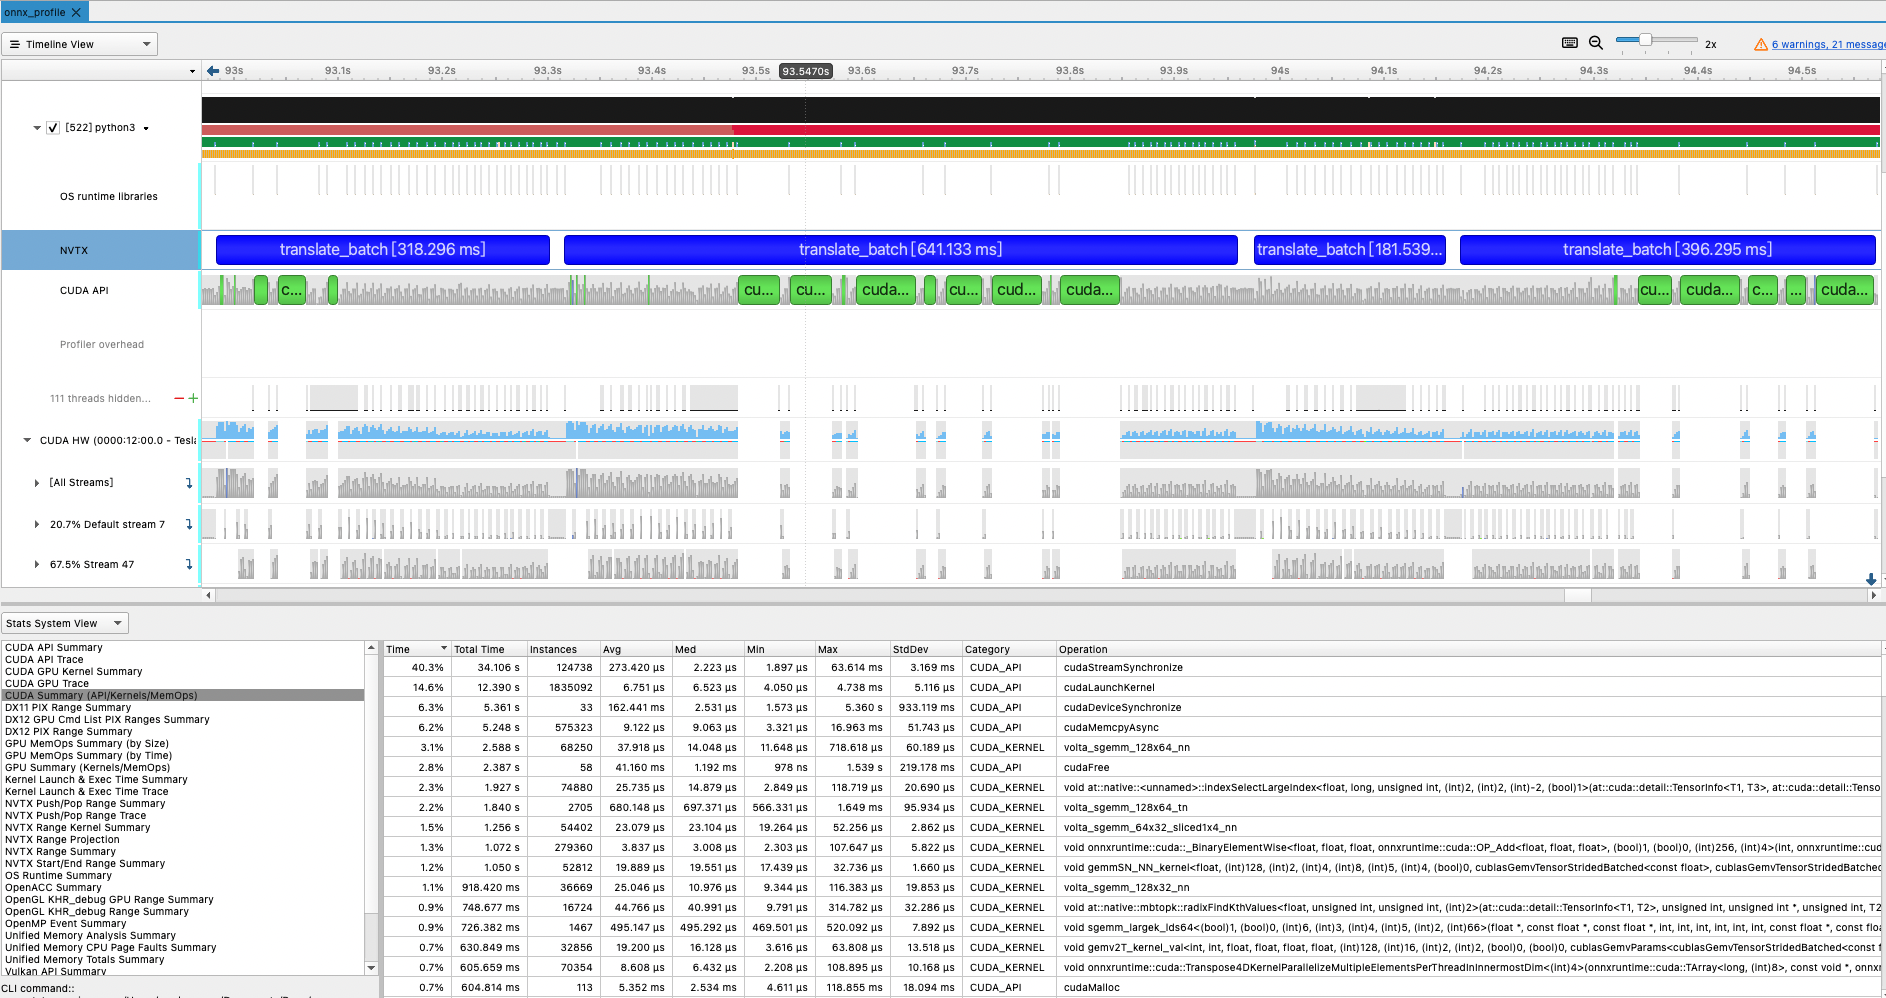 onnx_profile
Timeline View
2x
6 warnings, 21 message
93s 93.1s 93.2s 93.3s 93.4s 93.5s 93.5470s 93.6s 93.7s 93.8s 93.9s 94s 94.1s 94.2s 94.3s 94.4s 94.5s
[522] python3
OS runtime libraries
NVTX
translate_batch [318.296 ms] translate_batch [641.133 ms] translate_batch [181.539... translate_batch [396.295 ms]
CUDA API
c... cu... cu... cuda... cu... cud... cuda... cu... cuda... c... ... cuda...
Profiler overhead
111 threads hidden...
CUDA HW (0000:12:00.0 - Tesla
[All Streams]
20.7% Default stream 7
67.5% Stream 47
Stats System View
CUDA API Summary
CUDA API Trace
CUDA GPU Kernel Summary
CUDA GPU Trace
CUDA Summary (API/Kernels/MemOps)
DX11 PIX Range Summary
DX12 GPU Cmd List PIX Ranges Summary
DX12 PIX Range Summary
GPU MemOps Summary (by Size)
GPU MemOps Summary (by Time)
GPU Summary (Kernels/MemOps)
Kernel Launch & Exec Time Summary
Kernel Launch & Exec Time Trace
NVTX Push/Pop Range Summary
NVTX Push/Pop Range Trace
NVTX Range Kernel Summary
NVTX Range Projection
NVTX Range Summary
NVTX Start/End Range Summary
OS Runtime Summary
OpenACC Summary
OpenGL KHR_debug GPU Range Summary
OpenGL KHR_debug Range Summary
OpenMP Event Summary
Unified Memory Analysis Summary
Unified Memory CPU Page Faults Summary
Unified Memory Totals Summary
Vulkan API Summary
CLI command::
Time Total Time Instances Avg Med Min Max StdDev Category Operation
40.3% 34.106 s 124738 273.420 μs 2.223 μs 1.897 μs 63.614 ms 3.169 ms CUDA_API cudaStreamSynchronize
14.6% 12.390 s 1835092 6.751 μs 6.523 μs 4.050 μs 4.738 ms 5.116 μs CUDA_API cudaLaunchKernel
6.3% 5.361 s 33 162.441 ms 2.531 μs 1.573 μs 5.360 s 933.119 ms CUDA_API cudaDeviceSynchronize
6.2% 5.248 s 575323 9.122 μs 9.063 μs 3.321 μs 16.963 ms 51.743 μs CUDA_API cudaMemcpyAsync
3.1% 2.588 s 68250 37.918 μs 14.048 μs 11.648 μs 718.618 μs 60.189 μs CUDA_KERNEL volta_sgemm_128x64_nn
2.8% 2.387 s 58 41.160 ms 1.192 ms 978 ns 1.539 s 219.178 ms CUDA_API cudaFree
2.3% 1.927 s 74880 25.735 μs 14.879 μs 2.849 μs 118.719 μs 20.690 μs CUDA_KERNEL void at::native::<unnamed>::indexSelectLargeIndex<float, long, unsigned int, (int)2, (int)2, (int)-2, (bool)1>(at::cuda::detail::TensorInfo<T1, T3>, at::cuda::detail::Tenso
2.2% 1.840 s 2705 680.148 μs 697.371 μs 566.331 μs 1.649 ms 95.934 μs CUDA_KERNEL volta_sgemm_128x64_tn
1.5% 1.256 s 54402 23.079 μs 23.104 μs 19.264 μs 52.256 μs 2.862 μs CUDA_KERNEL volta_sgemm_64x32_sliced1x4_nn
1.3% 1.072 s 279360 3.837 μs 3.008 μs 2.303 μs 107.647 μs 5.822 μs CUDA_KERNEL void onnxruntime::cuda::_BinaryElementWise<float, float, float, onnxruntime::cuda::OP_Add<float, float, float>, (bool)1, (bool)0, (int)256, (int)4>(int, onnxruntime::cud
1.2% 1.050 s 52812 19.889 μs 19.551 μs 17.439 μs 32.736 μs 1.660 μs CUDA_KERNEL void gemmSN_NN_kernel<float, (int)128, (int)2, (int)4, (int)8, (int)5, (int)4, (bool)0, cublasGemvTensorStridedBatched<const float>, cublasGemvTensorStridedBatched
1.1% 918.420 ms 36669 25.046 μs 10.976 μs 9.344 μs 116.383 μs 19.853 μs CUDA_KERNEL volta_sgemm_128x32_nn
0.9% 748.677 ms 16724 44.766 μs 40.991 μs 9.791 μs 314.782 μs 32.286 μs CUDA_KERNEL void at::native::mbtopk::radixFindKthValues<float, unsigned int, unsigned int, (int)2>(at::cuda::detail::TensorInfo<T1, T2>, unsigned int, unsigned int *, unsigned int, T2
0.9% 726.382 ms 1467 495.147 μs 495.292 μs 469.501 μs 520.092 μs 7.892 μs CUDA_KERNEL void sgemm_largek_lds64<(bool)1, (bool)0, (int)6, (int)3, (int)4, (int)5, (int)2, (int)66>(float *, const float *, const float *, int, int, int, int, int, int, const float *, const f
0.7% 630.849 ms 32856 19.200 μs 16.128 μs 3.616 μs 63.808 μs 13.518 μs CUDA_KERNEL void gemv2T_kernel_val<int, int, float, float, float, float, (int)128, (int)16, (int)2, (int)2, (bool)0, (bool)0, cublasGemvParams<cublasGemvTensorStridedBatched<const f
0.7% 605.659 ms 70354 8.608 μs 6.432 μs 2.208 μs 108.895 μs 10.168 μs CUDA_KERNEL void onnxruntime::cuda::Transpose4DKernelParallelizeMultipleElementsPerThreadInInnermostDim<(int)4>(onnxruntime::cuda::TArray<long, (int)8>, const void *, onnx
0.7% 604.814 ms 113 5.352 ms 2.534 ms 4.611 μs 118.855 ms 18.094 ms CUDA_API cudaMalloc